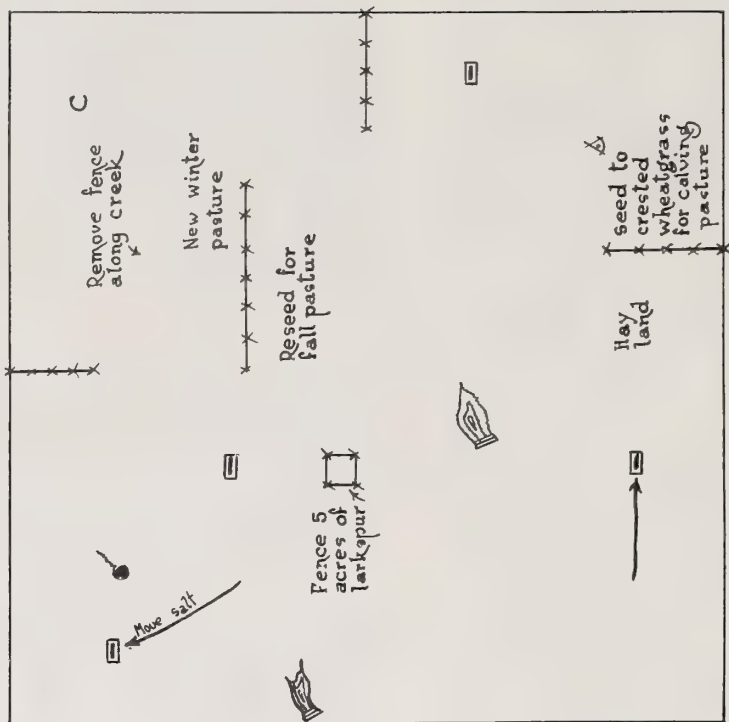 C
Remove fence
along creek
Move salt
New winter
pasture
Reseed for
fall pasture
Fence 5
acres of
larkspur
Hay
land
seed to
crested
wheatgrass
for calving
pasture